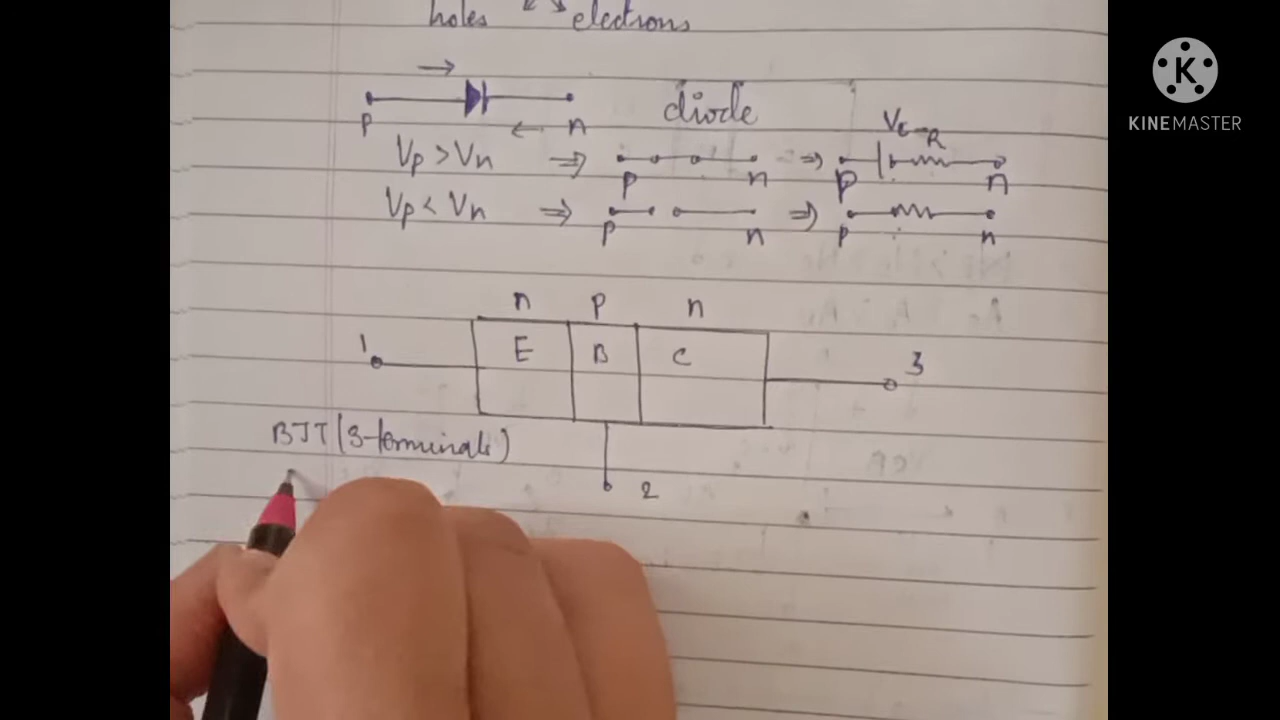 holes electrons
p n diode
Vp > Vn ⇒ p n ⇒ p R n
Vp < Vn ⇒ p n ⇒ p n
n p n
1 E B C 3
BJT (3-terminals)
2
K
KINEMASTER